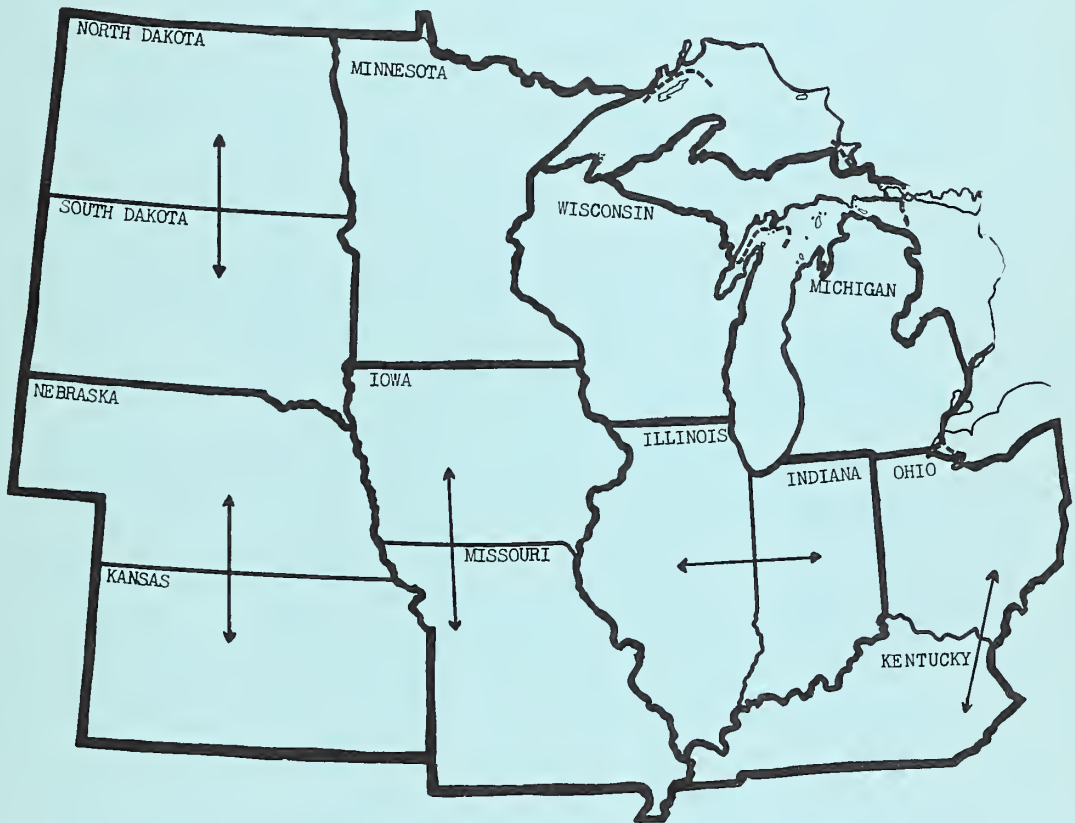 NORTH DAKOTA
MINNESOTA
SOUTH DAKOTA
WISCONSIN
MICHIGAN
NEBRASKA
IOWA
ILLINOIS
INDIANA
OHIO
MISSOURI
KANSAS
KENTUCKY